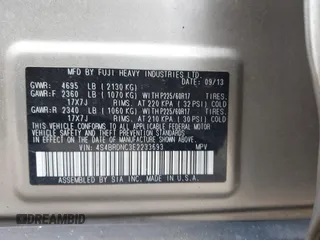 MFD BY FUJI HEAVY INDUSTRIES LTD.
DATE: 09/13
GVWR: 4695 LB (2130 KG)
GAWR:F 2360 LB (1070 KG) WITH P225/60R17 TIRES.
17X7J RIMS. AT 220 KPA (32 PSI) COLD
GAWR:R 2340 LB (1060 KG) WITH P225/60R17 TIRES.
17X7J RIMS. AT 210 KPA (30 PSI) COLD
THIS VEHICLE CONFORMS TO ALL APPLICABLE FEDERAL MOTOR
VEHICLE SAFETY AND THEFT PREVENTION STANDARDS IN
EFFECT ON THE DATE OF MANUFACTURE SHOWN ABOVE.
VIN: 4S4BRDNC3E2233693 MPV
ASSEMBLED BY SIA INC. MADE IN U.S.A.
© AUTOBIDMASTER